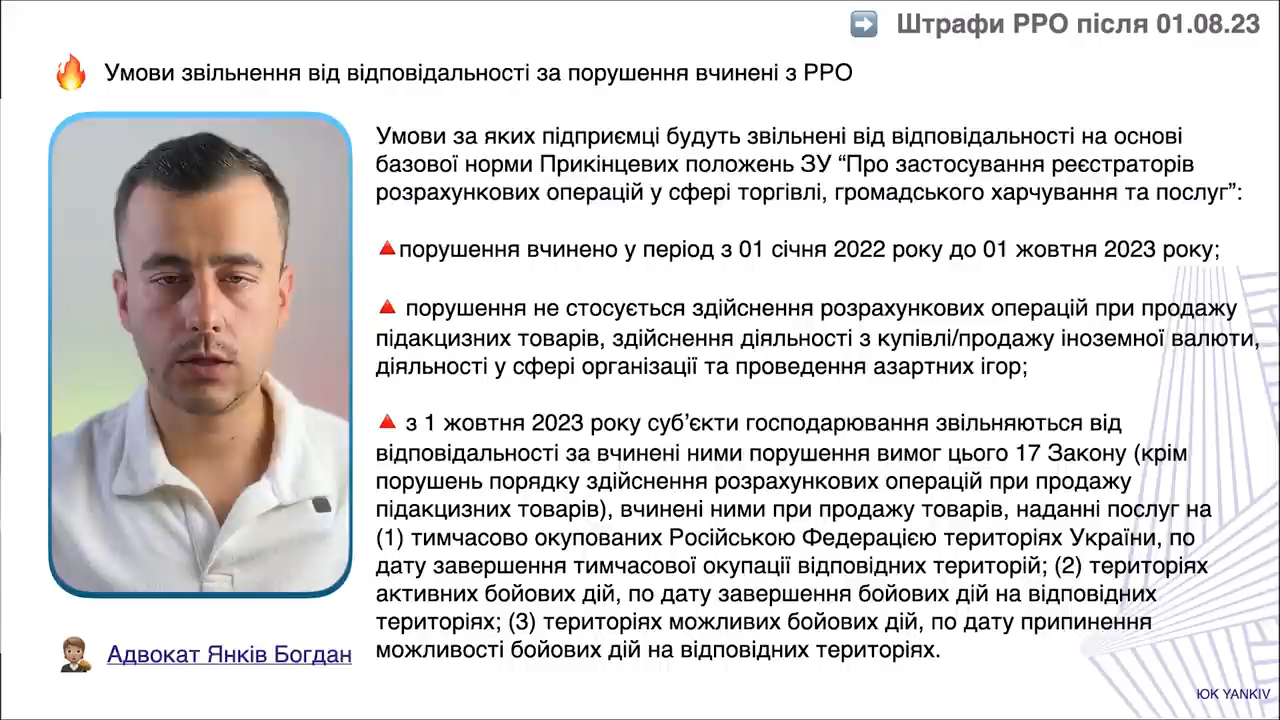 Штрафи РРО після 01.08.23
Умови звільнення від відповідальності за порушення вчинені з РРО
Умови за яких підприємці будуть звільнені від відповідальності на основі
базової норми Прикінцевих положень ЗУ “Про застосування реєстраторів
розрахункових операцій у сфері торгівлі, громадського харчування та послуг”:
порушення вчинено у період з 01 січня 2022 року до 01 жовтня 2023 року;
порушення не стосується здійснення розрахункових операцій при продажу
підакцизних товарів, здійснення діяльності з купівлі/продажу іноземної валюти,
діяльності у сфері організації та проведення азартних ігор;
з 1 жовтня 2023 року суб’єкти господарювання звільняються від
відповідальності за вчинені ними порушення вимог цього 17 Закону (крім
порушень порядку здійснення розрахункових операцій при продажу
підакцизних товарів), вчинені ними при продажу товарів, наданні послуг на
(1) тимчасово окупованих Російською Федерацією територіях України, по
дату завершення тимчасової окупації відповідних територій; (2) територіях
активних бойових дій, по дату завершення бойових дій на відповідних
територіях; (3) територіях можливих бойових дій, по дату припинення
можливості бойових дій на відповідних територіях.
Адвокат Янків Богдан
ЮК YANKIV